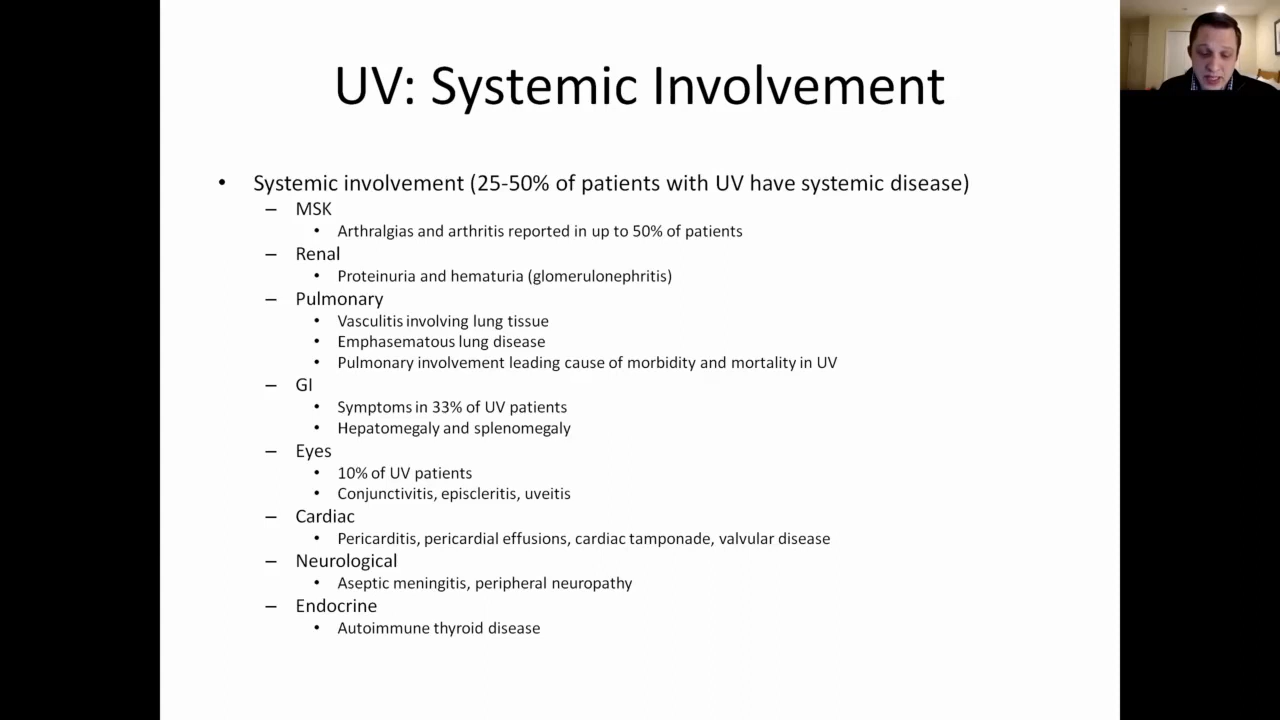 UV: Systemic Involvement
• Systemic involvement (25-50% of patients with UV have systemic disease)
– MSK
• Arthralgias and arthritis reported in up to 50% of patients
– Renal
• Proteinuria and hematuria (glomerulonephritis)
– Pulmonary
• Vasculitis involving lung tissue
• Emphasematous lung disease
• Pulmonary involvement leading cause of morbidity and mortality in UV
– GI
• Symptoms in 33% of UV patients
• Hepatomegaly and splenomegaly
– Eyes
• 10% of UV patients
• Conjunctivitis, episcleritis, uveitis
– Cardiac
• Pericarditis, pericardial effusions, cardiac tamponade, valvular disease
– Neurological
• Aseptic meningitis, peripheral neuropathy
– Endocrine
• Autoimmune thyroid disease